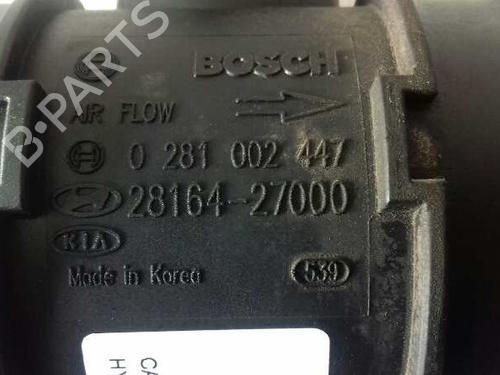 BOSCH
AIR FLOW
0 281 002 447
28164-27000
KIA
Made in Korea
539
B-PARTS